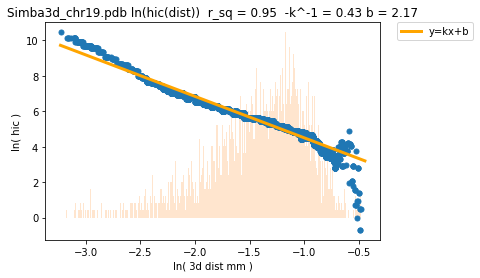 Simba3d_chr19.pdb ln(hic(dist))  r_sq = 0.95  -k^-1 = 0.43 b = 2.17
y=kx+b
ln( hic )
10
8
6
4
2
0
−3.0 −2.5 −2.0 −1.5 −1.0 −0.5
ln( 3d dist mm )